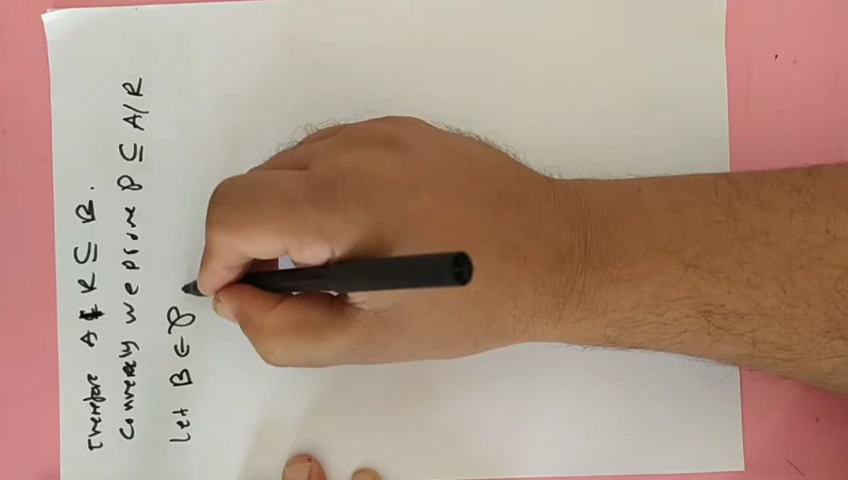 Therefore A/R ⊆ B.
Conversely we prove P ⊆ A/R
Let B ∈ P